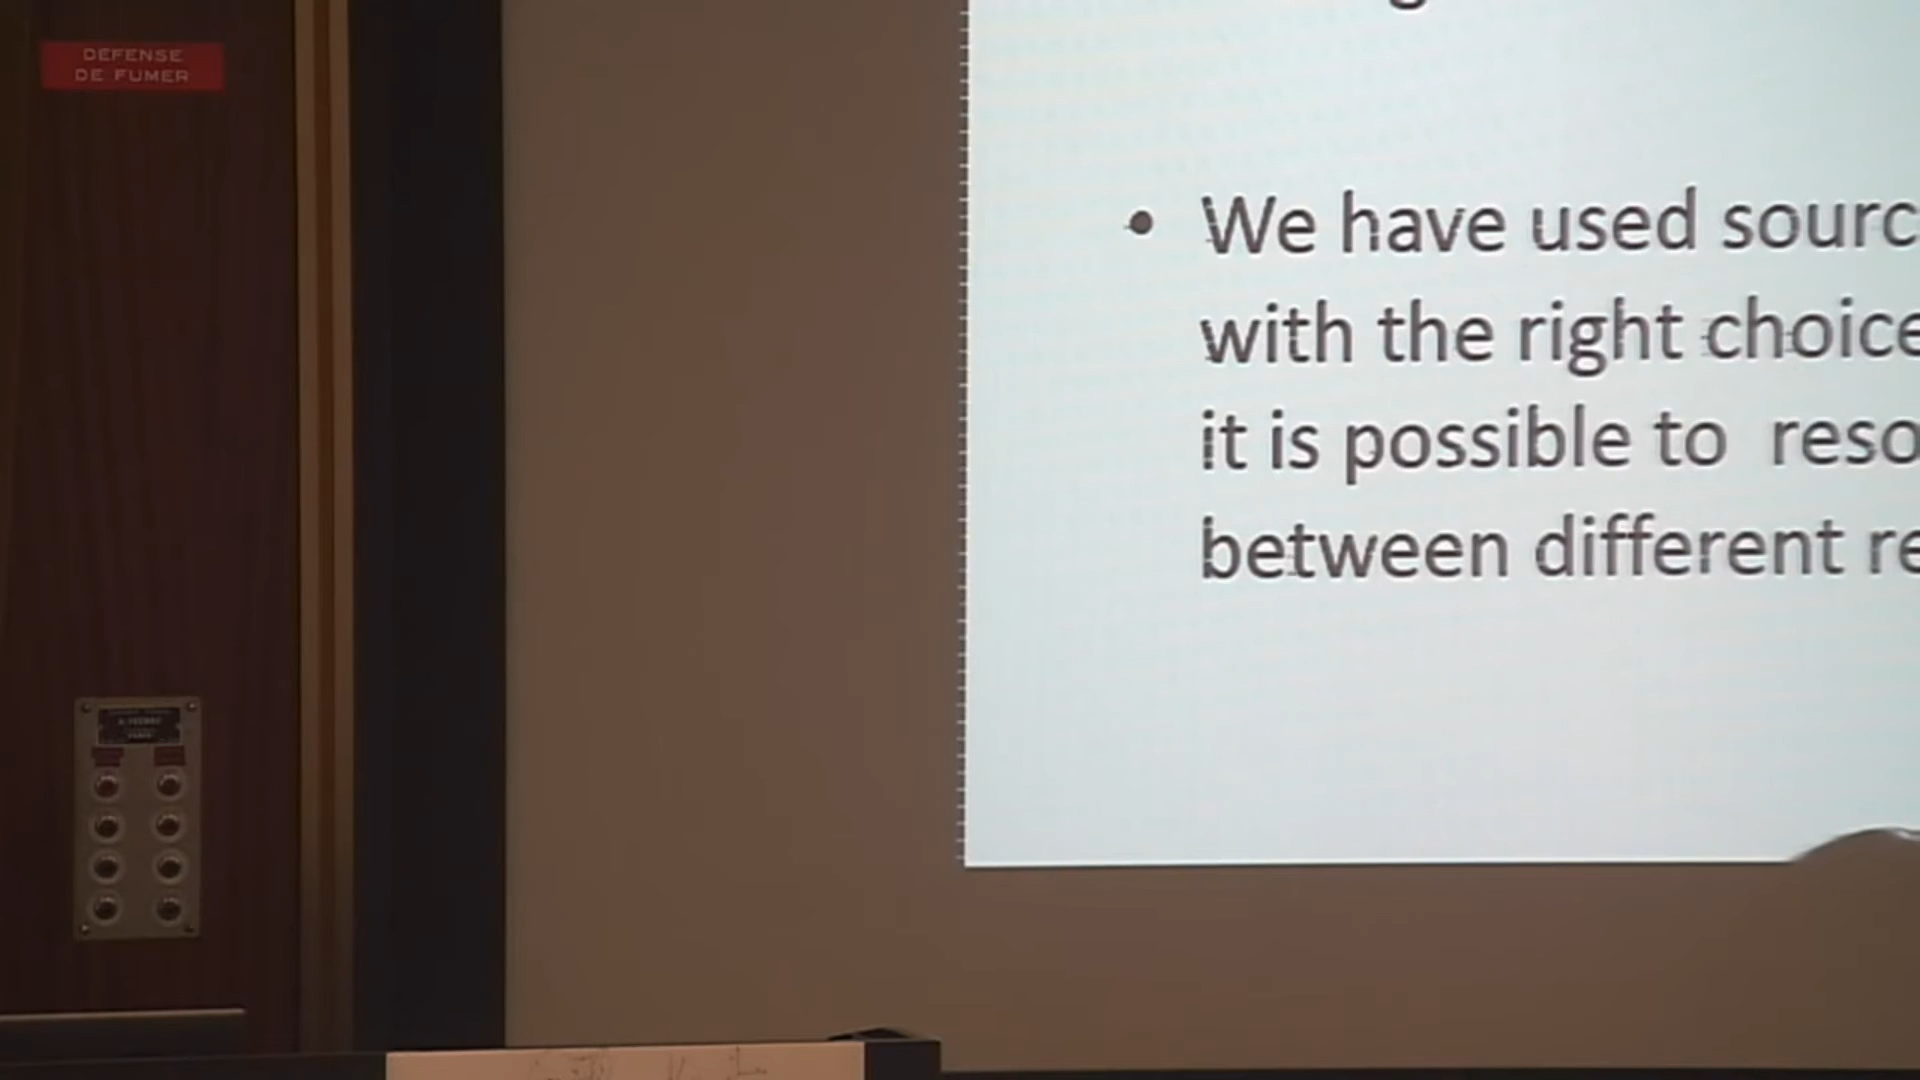 DEFENSE
DE FUMER
• We have used sourc
with the right choice
it is possible to reso
between different re